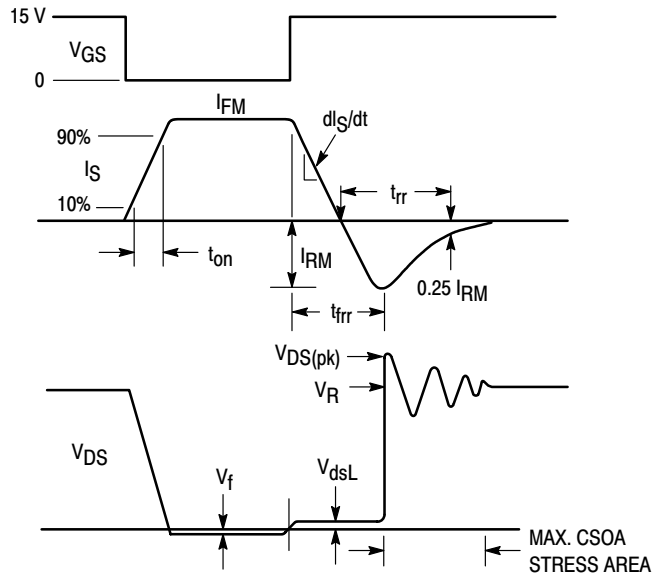 15 V
VGS
0
IFM
90%
dIS/dt
IS
trr
10%
ton
IRM
0.25 IRM
tfrr
VDS(pk)
VR
VDS
Vf
VdsL
MAX. CSOA
STRESS AREA